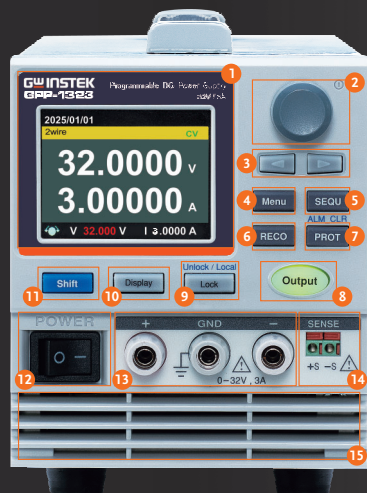 GW INSTEK
GPP-1323
Programmable DC Power Supply
1
2
2025/01/01
2wire CV
32.0000 V
3.00000 A
V 32.000 V I 3.0000 A
3
4 Menu
SEQU 5
ALM CLR
6 RECO
PROT 7
Unlock / Local
11 Shift
10 Display
9 Lock
Output
8
POWER
+ GND −
SENSE
12
13
0~32V , 3A
+S −S
14
15